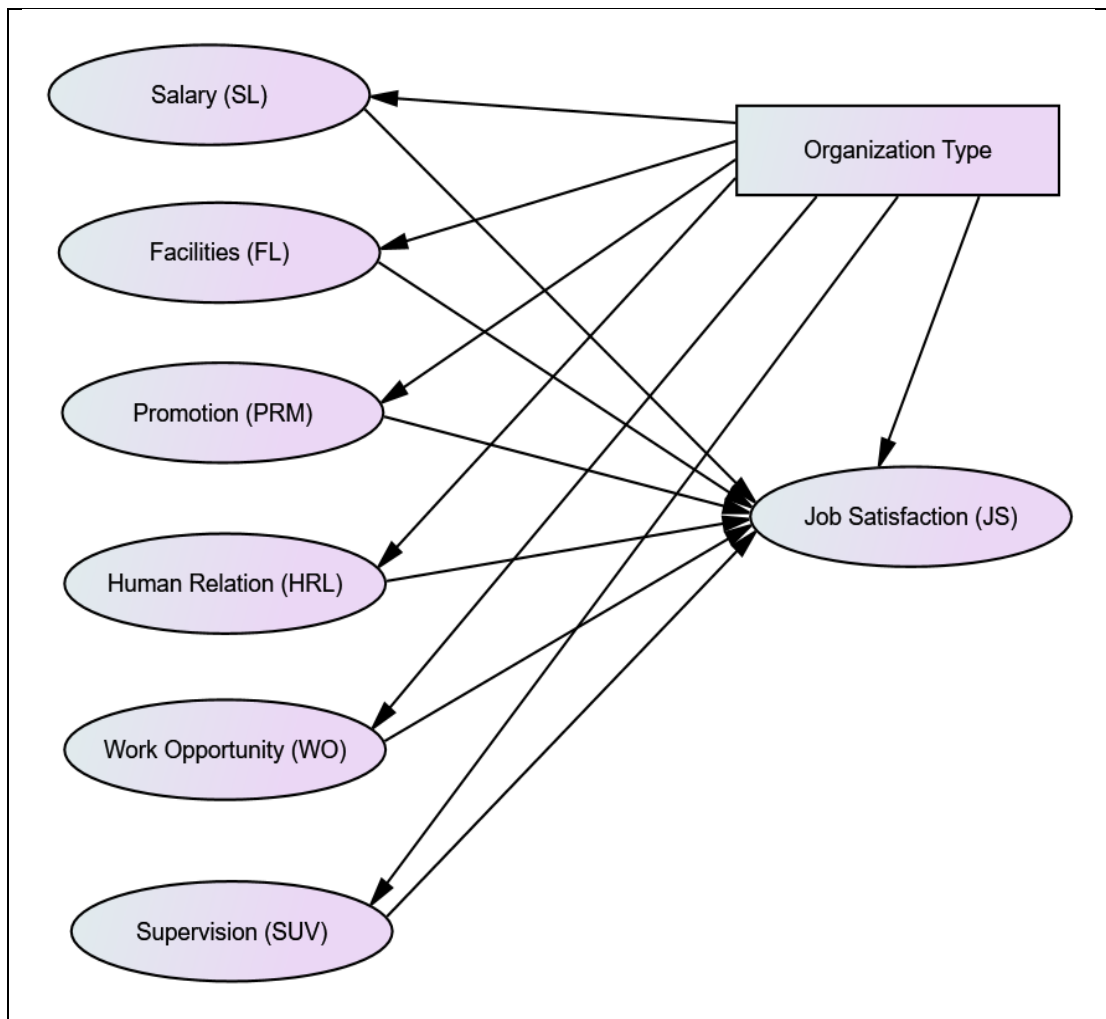 Salary (SL)
Organization Type
Facilities (FL)
Promotion (PRM)
Job Satisfaction (JS)
Human Relation (HRL)
Work Opportunity (WO)
Supervision (SUV)